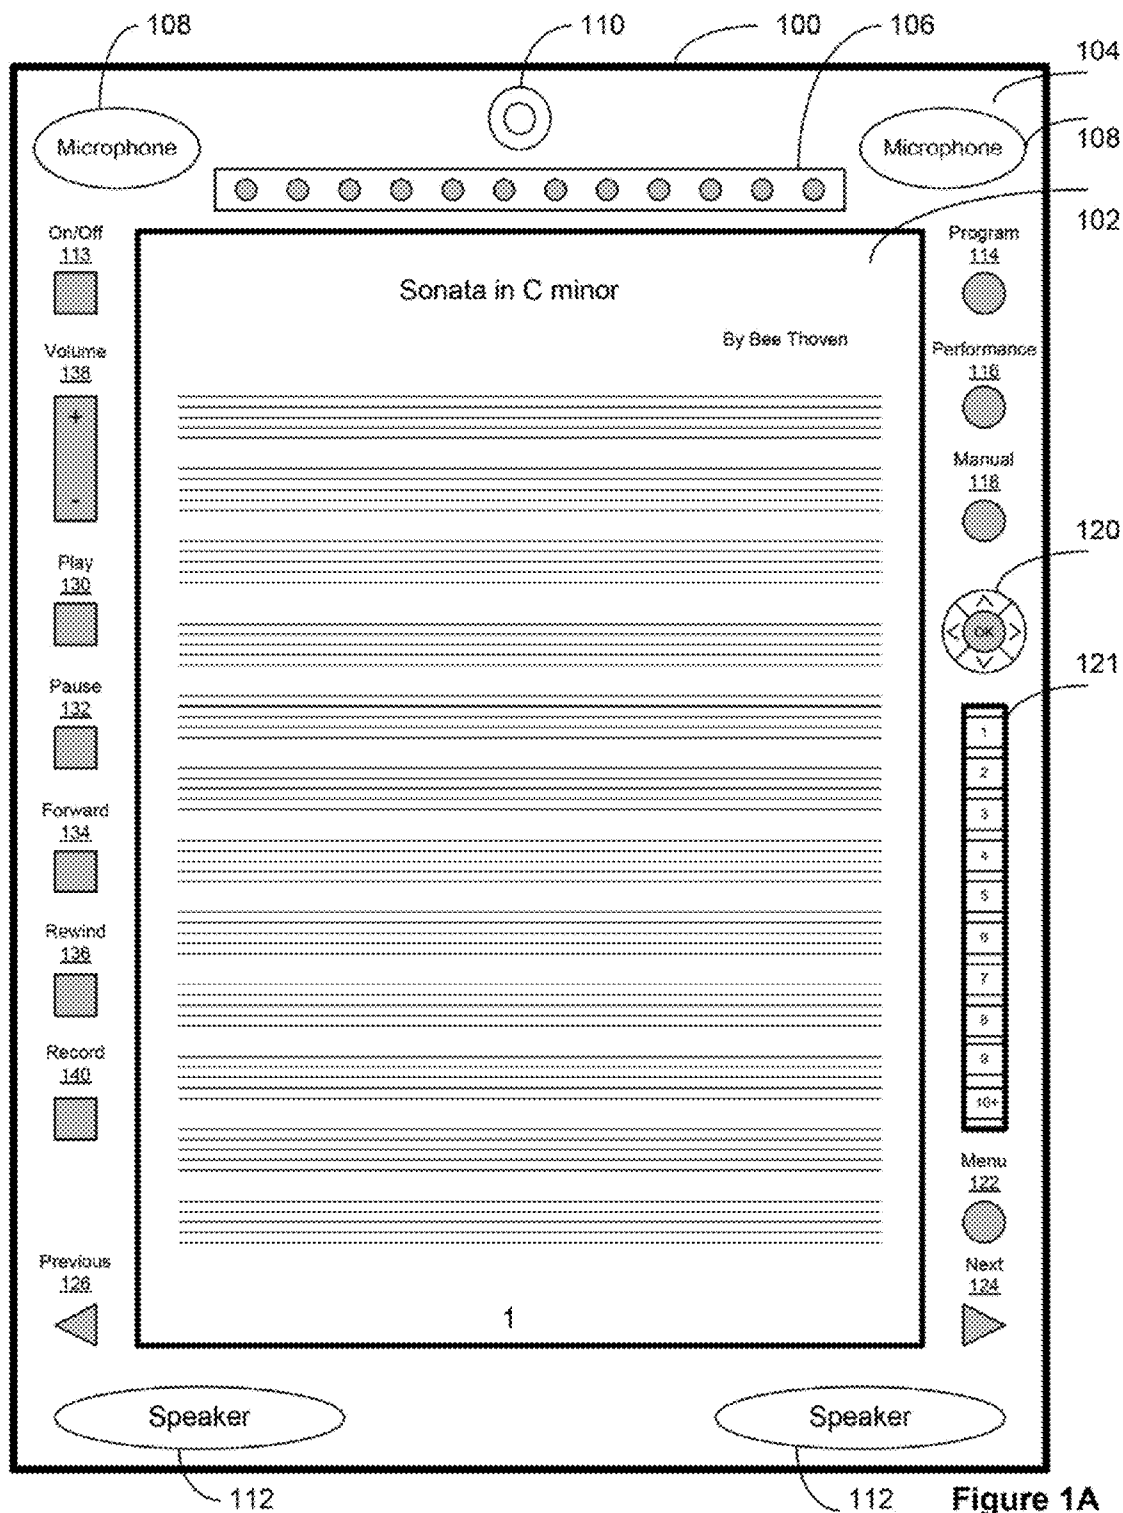 108
110
100
106
104
Microphone
Microphone
108
102
On/Off
113
Program
114
Sonata in C minor
By Bee Thoven
Volume
138
+
-
Performance
116
Manual
118
120
OK
Play
130
121
Pause
132
1
2
3
4
5
6
7
8
9
10+
Forward
134
Rewind
136
Record
140
Menu
122
Previous
126
Next
124
1
Speaker
Speaker
112
112
Figure 1A